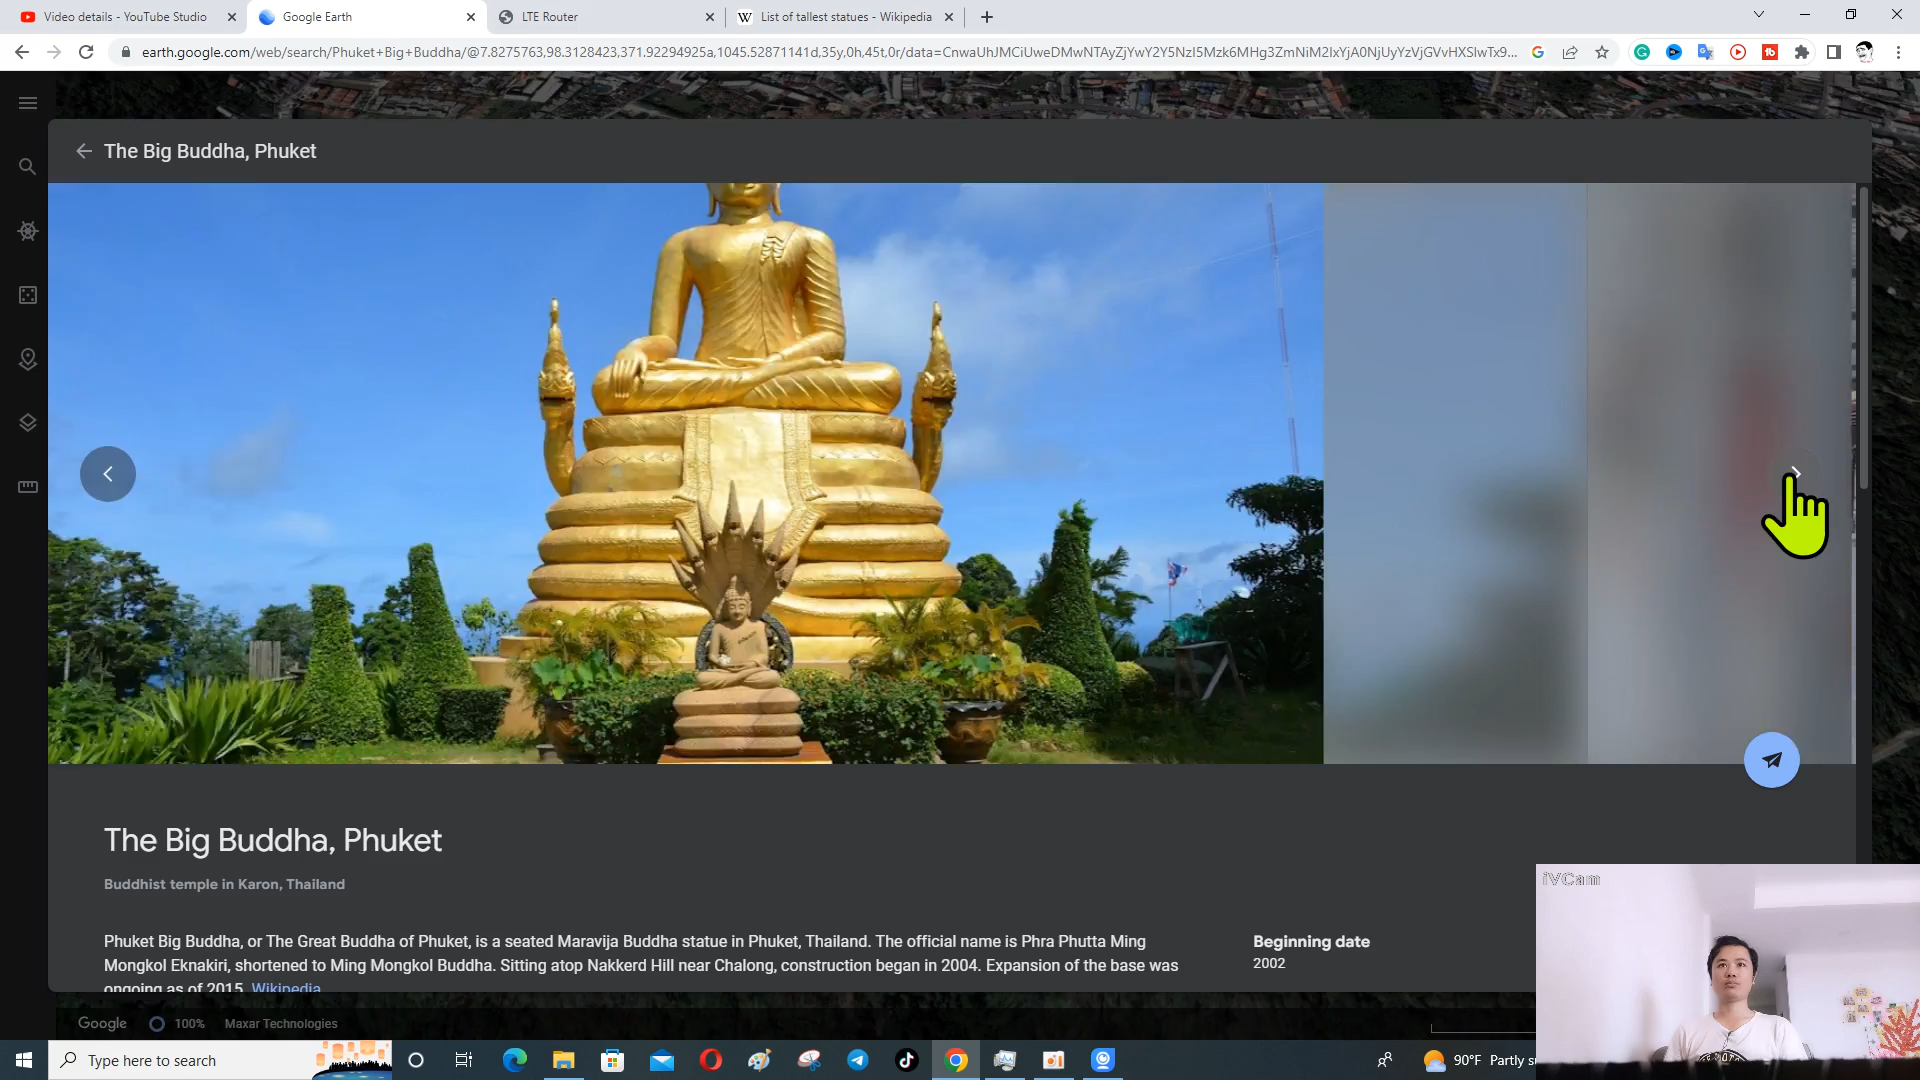 Video details - YouTube Studio
Google Earth
LTE Router
List of tallest statues - Wikipedia
earth.google.com/web/search/Phuket+Big+Buddha/@7.8275763,98.3128423,371.92294925a,1045.52871141d,35y,0h,45t,0r/data=CnwaUhJMCiUweDMwNTAyZjYwY2Y5NzI5Mzk6MHg3ZmNiM2IxYjA0NjUyYzVjGVvHXSlwTx9...
The Big Buddha, Phuket
The Big Buddha, Phuket
Buddhist temple in Karon, Thailand
Phuket Big Buddha, or The Great Buddha of Phuket, is a seated Maravija Buddha statue in Phuket, Thailand. The official name is Phra Phutta Ming
Mongkol Eknakiri, shortened to Ming Mongkol Buddha. Sitting atop Nakkerd Hill near Chalong, construction began in 2004. Expansion of the base was
ongoing as of 2015. Wikipedia
Beginning date
2002
iVCam
Google
100%
Maxar Technologies
Type here to search
90°F Partly